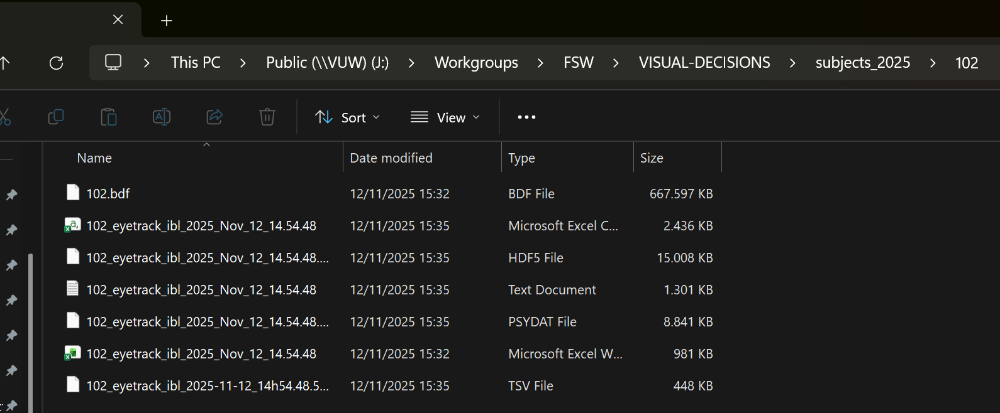 This PC > Public (\\VUW) (J:) > Workgroups > FSW > VISUAL-DECISIONS > subjects_2025 > 102
Sort View
Name Date modified Type Size
102.bdf 12/11/2025 15:32 BDF File 667.597 KB
102_eyetrack_ibl_2025_Nov_12_14.54.48 12/11/2025 15:35 Microsoft Excel C... 2.436 KB
102_eyetrack_ibl_2025_Nov_12_14.54.48.... 12/11/2025 15:35 HDF5 File 15.008 KB
102_eyetrack_ibl_2025_Nov_12_14.54.48 12/11/2025 15:35 Text Document 1.301 KB
102_eyetrack_ibl_2025_Nov_12_14.54.48.... 12/11/2025 15:35 PSYDAT File 8.841 KB
102_eyetrack_ibl_2025_Nov_12_14.54.48 12/11/2025 15:32 Microsoft Excel W... 981 KB
102_eyetrack_ibl_2025-11-12_14h54.48.5... 12/11/2025 15:35 TSV File 448 KB